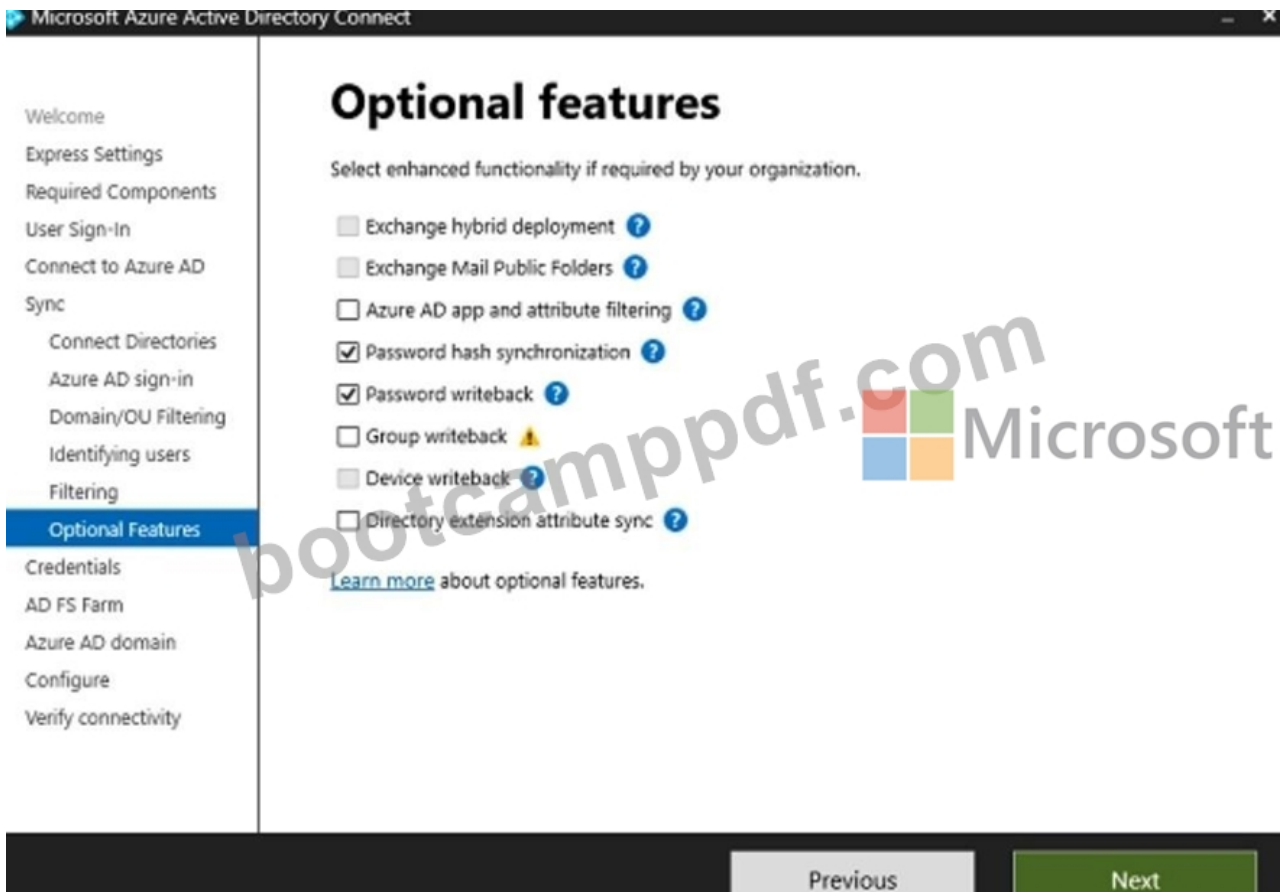 Microsoft Azure Active Directory Connect
Welcome
Express Settings
Required Components
User Sign-In
Connect to Azure AD
Sync
Connect Directories
Azure AD sign-in
Domain/OU Filtering
Identifying users
Filtering
Optional Features
Credentials
AD FS Farm
Azure AD domain
Configure
Verify connectivity
Optional features
Select enhanced functionality if required by your organization.
Exchange hybrid deployment ?
Exchange Mail Public Folders ?
Azure AD app and attribute filtering ?
Password hash synchronization ?
Password writeback ?
Group writeback
Device writeback ?
Directory extension attribute sync ?
Learn more about optional features.
bootcamppdf.com
Microsoft
Previous
Next